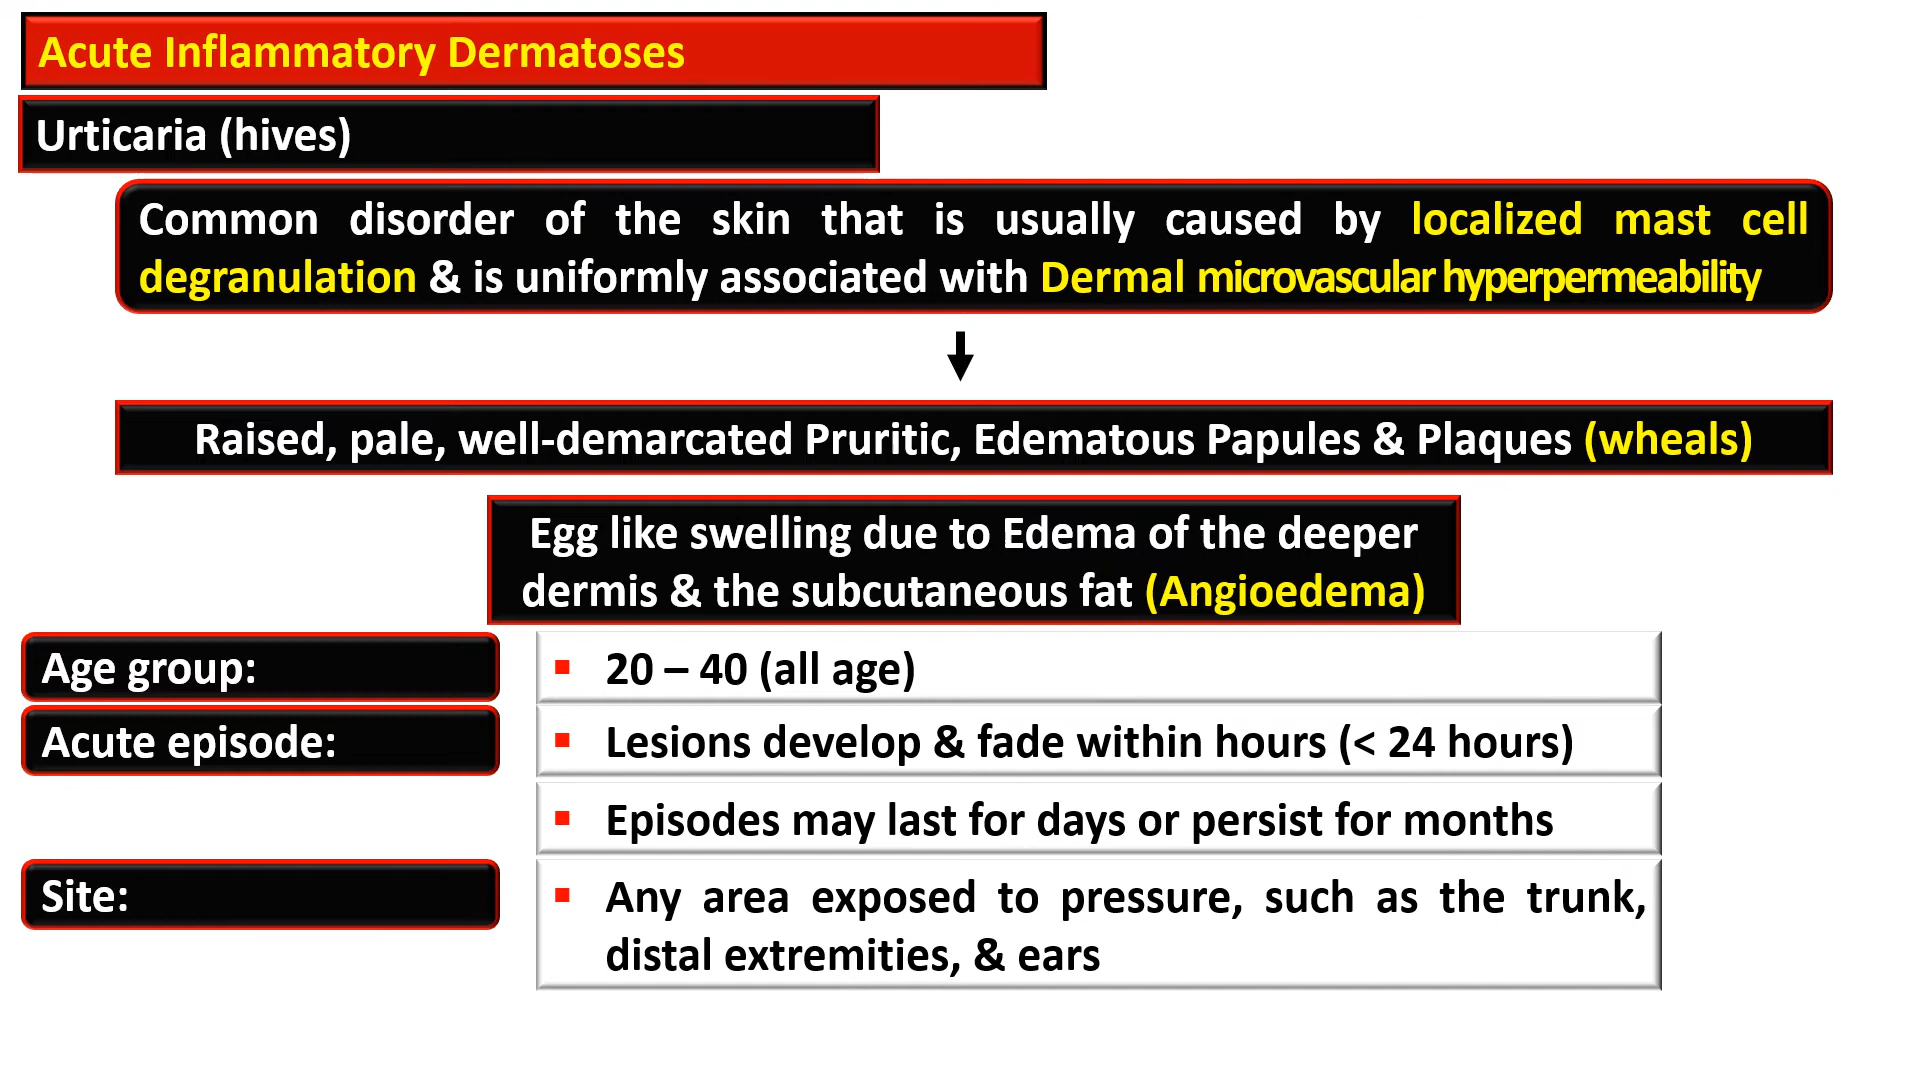 Acute Inflammatory Dermatoses
Urticaria (hives)
Common disorder of the skin that is usually caused by localized mast cell
degranulation & is uniformly associated with Dermal microvascular hyperpermeability
Raised, pale, well-demarcated Pruritic, Edematous Papules & Plaques (wheals)
Egg like swelling due to Edema of the deeper
dermis & the subcutaneous fat (Angioedema)
Age group:
▪ 20 – 40 (all age)
Acute episode:
▪ Lesions develop & fade within hours (< 24 hours)
▪ Episodes may last for days or persist for months
Site:
▪ Any area exposed to pressure, such as the trunk,
distal extremities, & ears